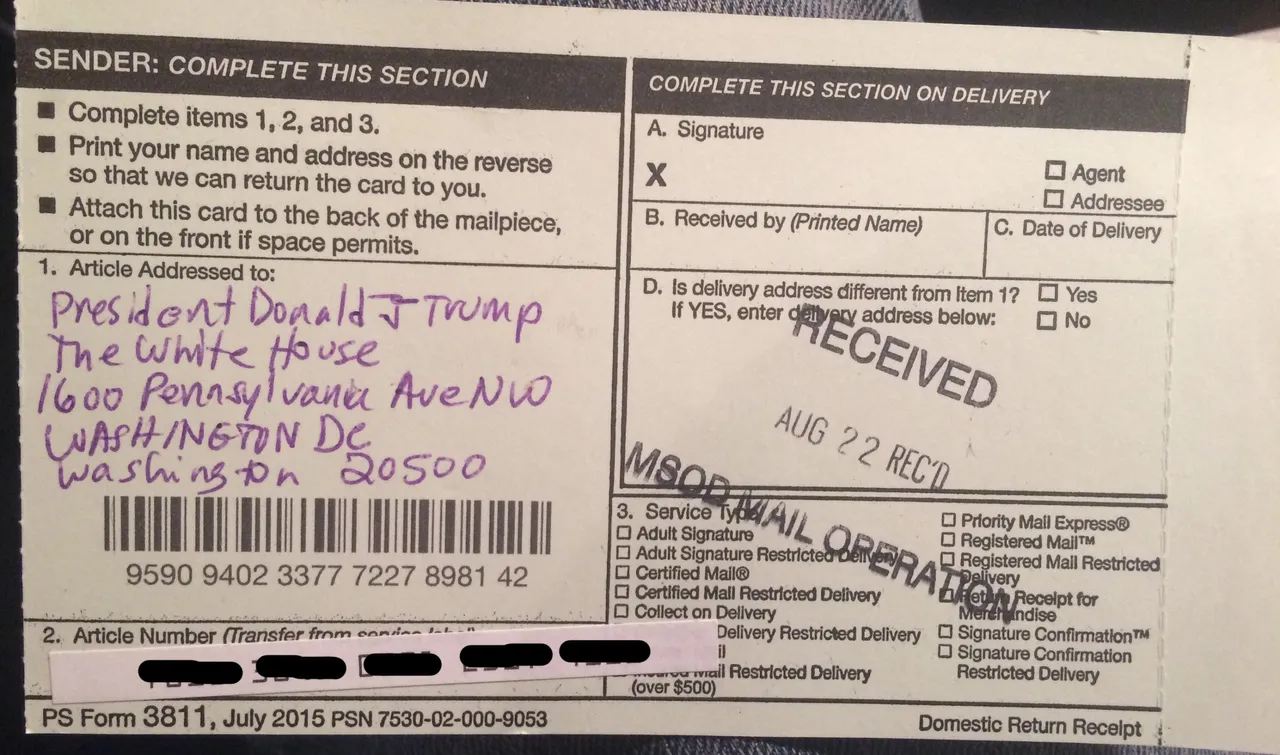 SENDER: COMPLETE THIS SECTION
■ Complete items 1, 2, and 3.
■ Print your name and address on the reverse
so that we can return the card to you.
■ Attach this card to the back of the mailpiece,
or on the front if space permits.
1. Article Addressed to:
President Donald J Trump
The White House
1600 Pennsylvania Ave NW
WASHINGTON DC
Washington 20500
9590 9402 3377 7227 8981 42
2. Article Number (Transfer from service label)
PS Form 3811, July 2015 PSN 7530-02-000-9053
COMPLETE THIS SECTION ON DELIVERY
A. Signature
X
☐ Agent
☐ Addressee
B. Received by (Printed Name)
C. Date of Delivery
D. Is delivery address different from Item 1? ☐ Yes
If YES, enter delivery address below: ☐ No
RECEIVED
AUG 22 REC'D
MSOD MAIL OPERATION
3. Service Type
☐ Adult Signature
☐ Adult Signature Restricted Delivery
☐ Certified Mail®
☐ Certified Mail Restricted Delivery
☐ Collect on Delivery
Delivery Restricted Delivery
il
Insured Mail Restricted Delivery
(over $500)
☐ Priority Mail Express®
☐ Registered Mail™
☐ Registered Mail Restricted
Delivery
☐ Return Receipt for
Merchandise
☐ Signature Confirmation™
☐ Signature Confirmation
Restricted Delivery
Domestic Return Receipt